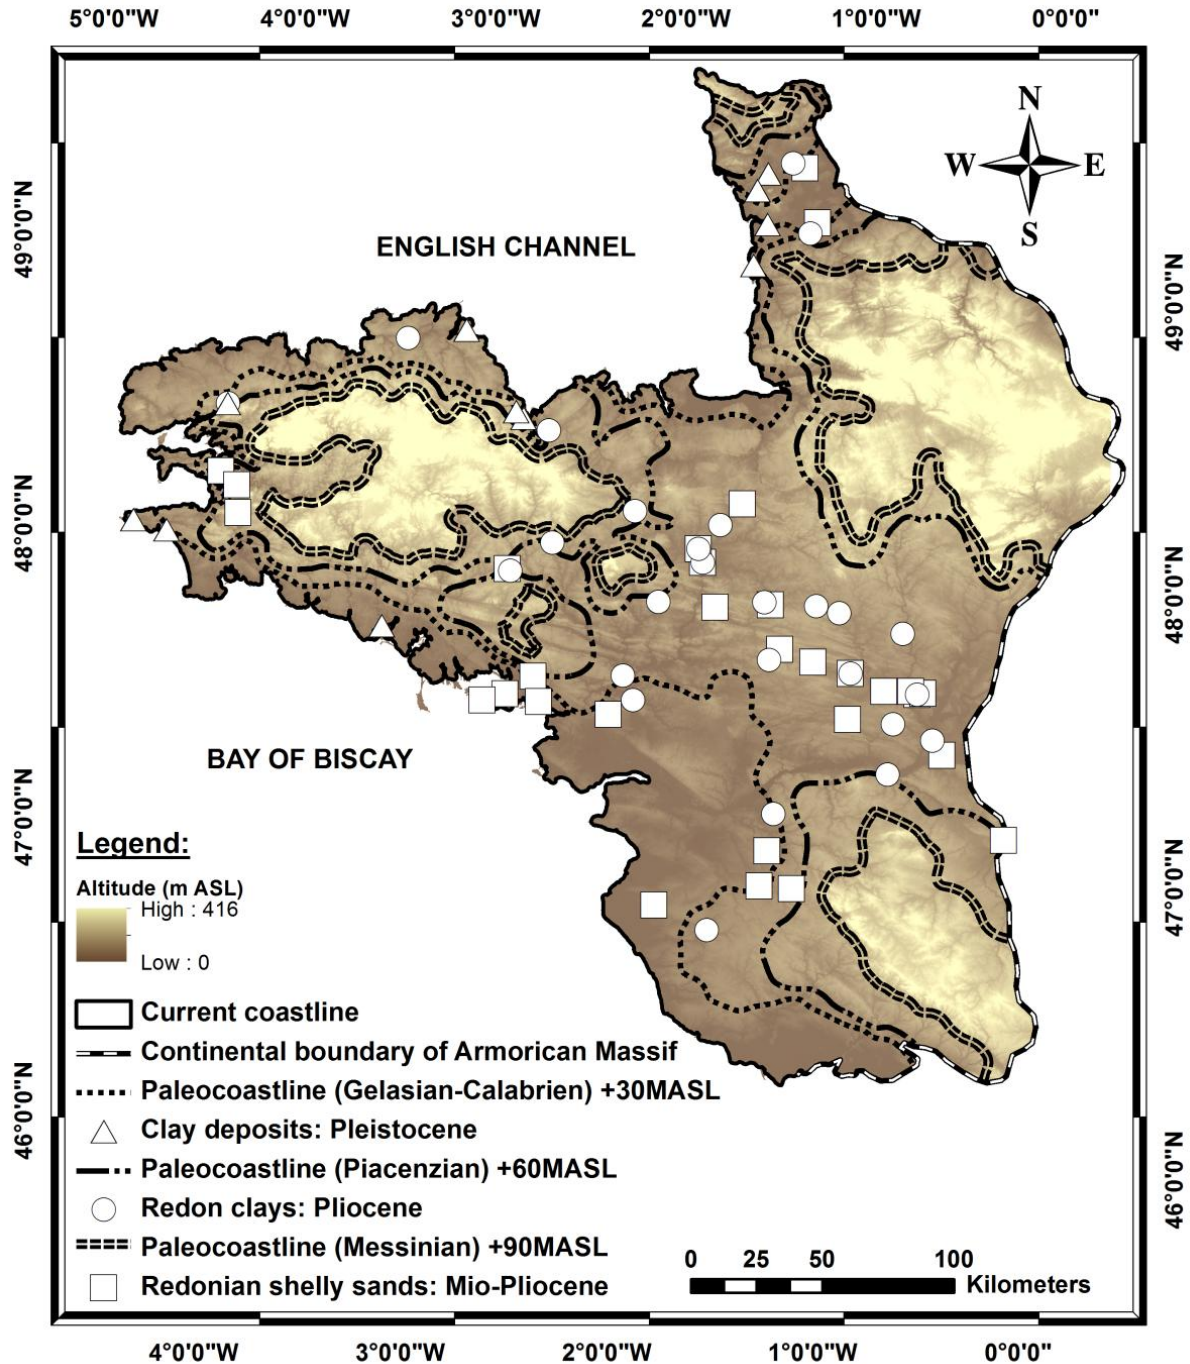 5°0'0"W 4°0'0"W 3°0'0"W 2°0'0"W 1°0'0"W 0°0'0"
N
W E
S
49°0'0"N
ENGLISH CHANNEL
49°0'0"N
48°0'0"N
48°0'0"N
BAY OF BISCAY
47°0'0"N
Legend:
47°0'0"N
Altitude (m ASL)
High : 416
Low : 0
Current coastline
Continental boundary of Armorican Massif
Paleocoastline (Gelasian-Calabrien) +30MASL
46°0'0"N
Clay deposits: Pleistocene
Paleocoastline (Piacenzian) +60MASL
46°0'0"N
Redon clays: Pliocene
Paleocoastline (Messinian) +90MASL
0 25 50 100
Redonian shelly sands: Mio-Pliocene
Kilometers
4°0'0"W 3°0'0"W 2°0'0"W 1°0'0"W 0°0'0"